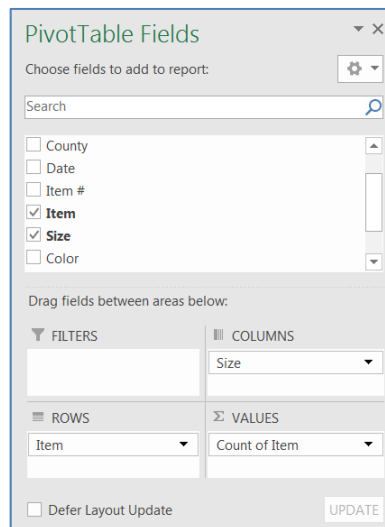 PivotTable Fields
Choose fields to add to report:
Search
County
Date
Item #
Item
Size
Color
Drag fields between areas below:
FILTERS
COLUMNS
Size
ROWS
Σ VALUES
Item
Count of Item
Defer Layout Update
UPDATE